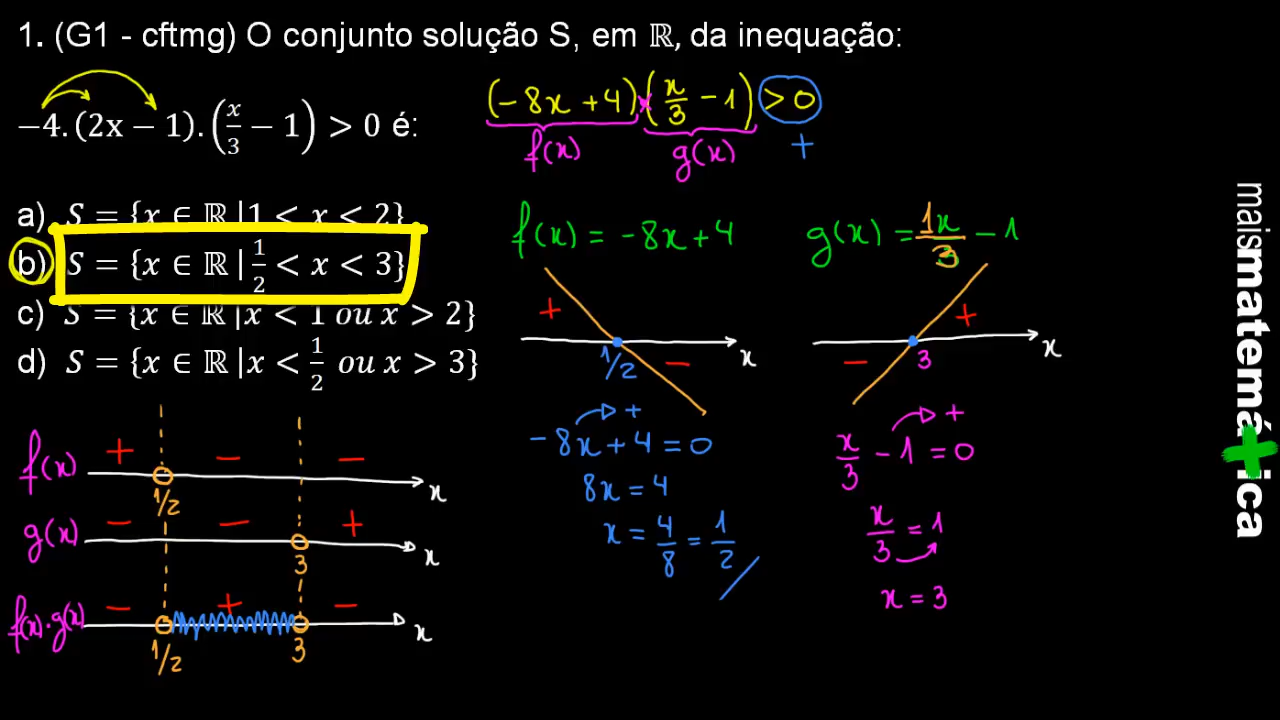 1. (G1 - cftmg) O conjunto solução S, em ℝ, da inequação:
−4.(2x − 1).(x/3 − 1) > 0 é:
(−8x + 4)·(x/3 − 1) > 0
f(x) g(x) +
a) S = {x ∈ ℝ | 1 < x < 2}
b) S = {x ∈ ℝ | 1/2 < x < 3}
c) S = {x ∈ ℝ | x < 1 ou x > 2}
d) S = {x ∈ ℝ | x < 1/2 ou x > 3}
f(x) = −8x + 4
+ 1/2 − x
−8x + 4 = 0 +
8x = 4
x = 4/8 = 1/2
g(x) = 1x/3 − 1
− 3 + x
x/3 − 1 = 0 +
x/3 = 1
x = 3
f(x) + − − x
1/2
g(x) − − + x
3
f(x)·g(x) − + − x
1/2 3
maismatemá+ica